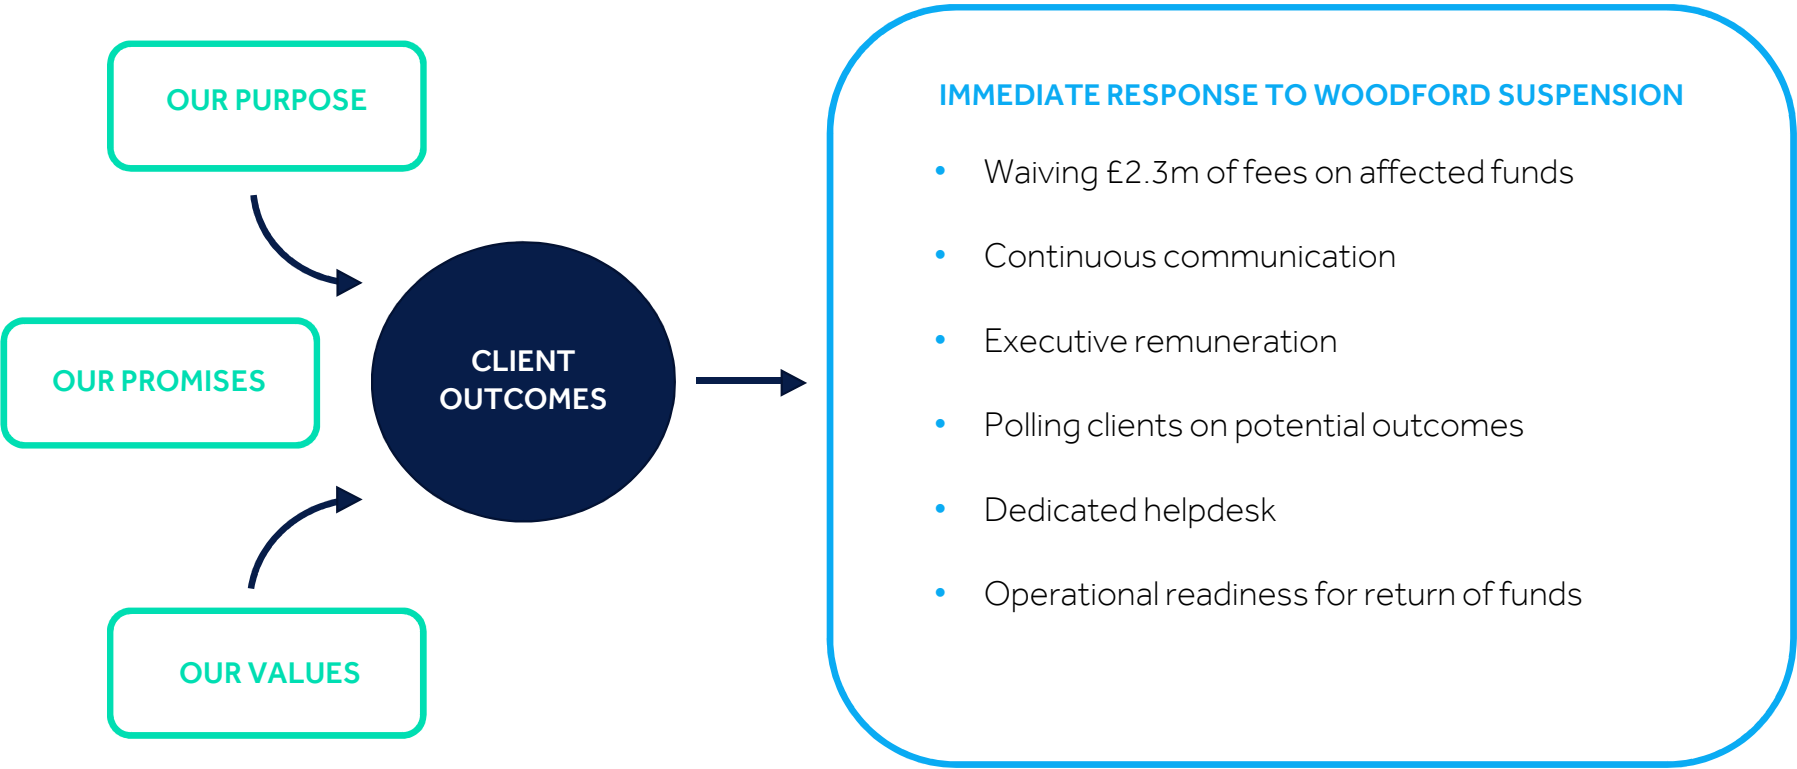 OUR PURPOSE
OUR PROMISES
OUR VALUES
CLIENT
OUTCOMES
IMMEDIATE RESPONSE TO WOODFORD SUSPENSION
• Waiving £2.3m of fees on affected funds
• Continuous communication
• Executive remuneration
• Polling clients on potential outcomes
• Dedicated helpdesk
• Operational readiness for return of funds